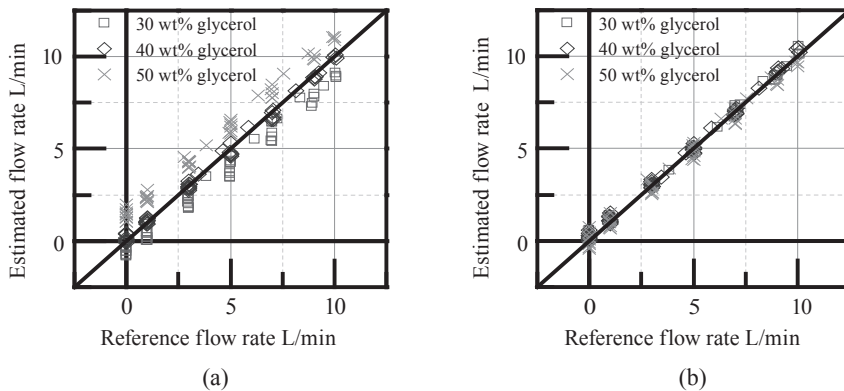 30 wt% glycerol
40 wt% glycerol
50 wt% glycerol
10
5
0
0
5
10
Estimated flow rate L/min
Reference flow rate L/min
(a)
30 wt% glycerol
40 wt% glycerol
50 wt% glycerol
10
5
0
0
5
10
Estimated flow rate L/min
Reference flow rate L/min
(b)